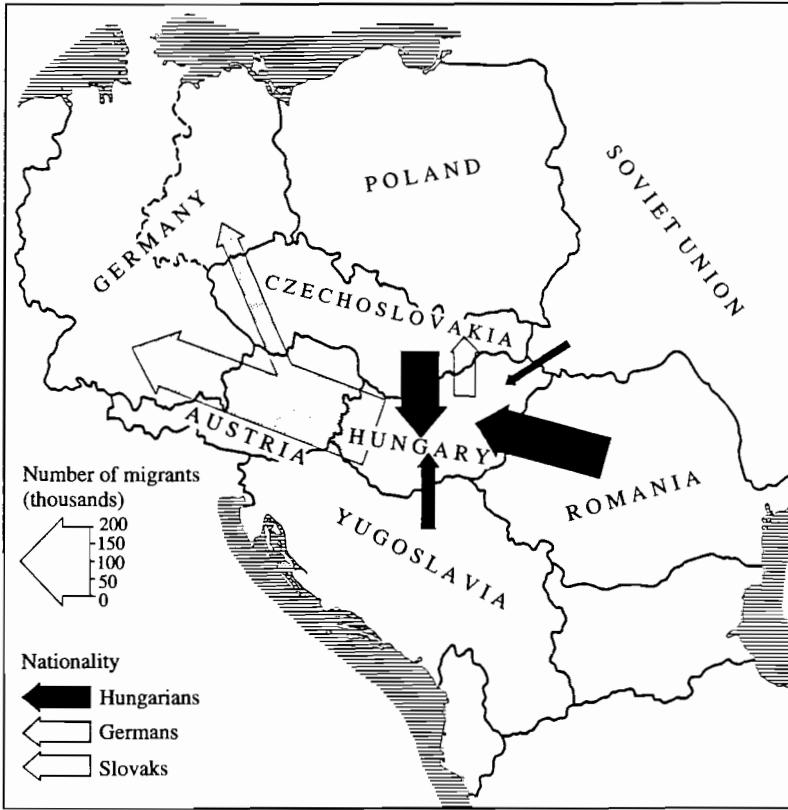 POLAND
SOVIET UNION
GERMANY
CZECHOSLOVAKIA
AUSTRIA
HUNGARY
ROMANIA
YUGOSLAVIA
Number of migrants
(thousands)
200
150
100
50
0
Nationality
Hungarians
Germans
Slovaks